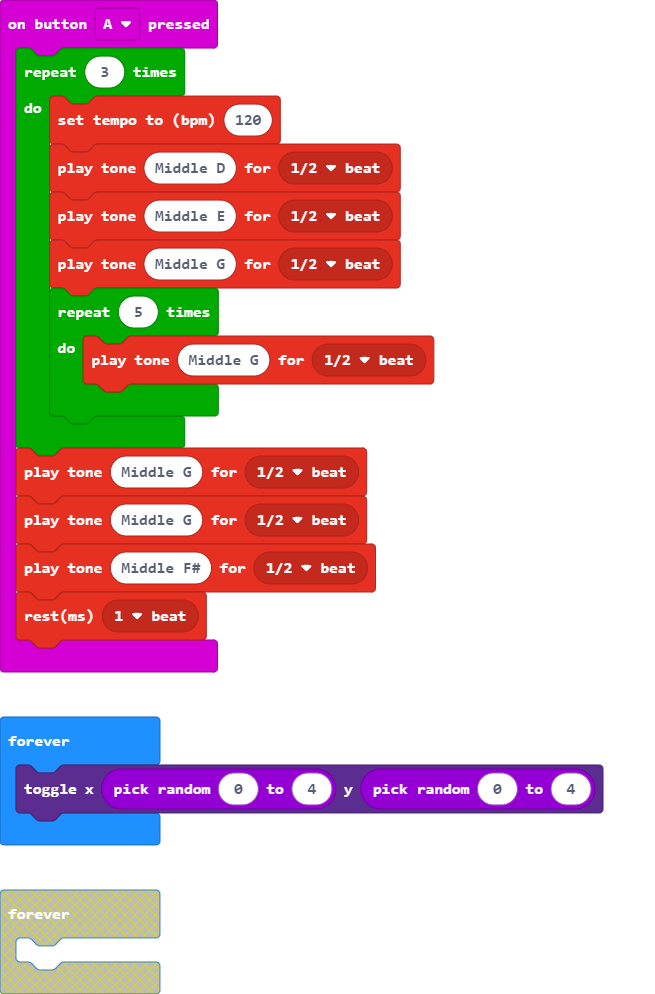 on button A pressed
repeat 3 times
do
set tempo to (bpm) 120
play tone Middle D for 1/2 beat
play tone Middle E for 1/2 beat
play tone Middle G for 1/2 beat
repeat 5 times
do
play tone Middle G for 1/2 beat
play tone Middle G for 1/2 beat
play tone Middle G for 1/2 beat
play tone Middle F# for 1/2 beat
rest(ms) 1 beat
forever
toggle x pick random 0 to 4 y pick random 0 to 4
forever